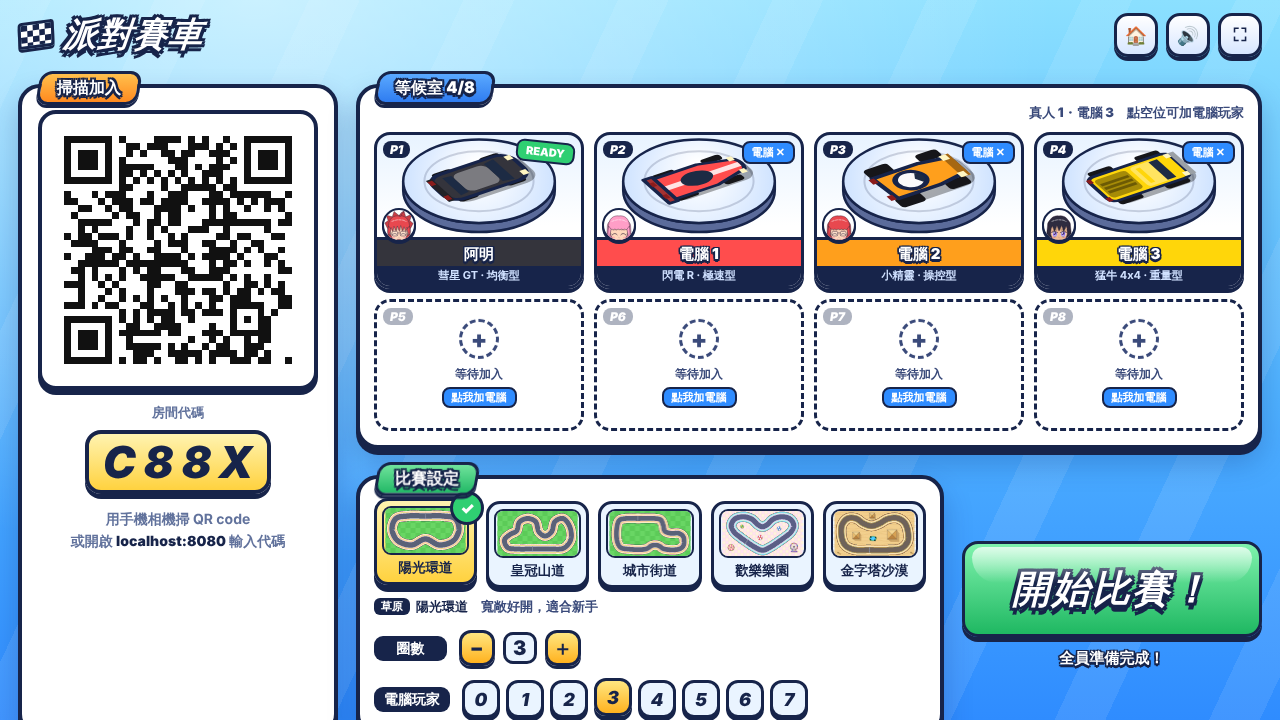 派對賽車
掃描加入
房間代碼
C88X
用手機相機掃 QR code
或開啟 localhost:8080 輸入代碼
等候室 4/8
真人 1 · 電腦 3 點空位可加電腦玩家
P1
READY
阿明
彗星 GT · 均衡型
P2
電腦 ×
電腦 1
閃電 R · 極速型
P3
電腦 ×
電腦 2
小精靈 · 操控型
P4
電腦 ×
電腦 3
猛牛 4x4 · 重量型
P5
+
等待加入
點我加電腦
P6
+
等待加入
點我加電腦
P7
+
等待加入
點我加電腦
P8
+
等待加入
點我加電腦
比賽設定
陽光環道
皇冠山道
城市街道
歡樂樂園
金字塔沙漠
草原 陽光環道 寬敞好開，適合新手
圈數 − 3 +
電腦玩家 0 1 2 3 4 5 6 7
開始比賽！
全員準備完成！